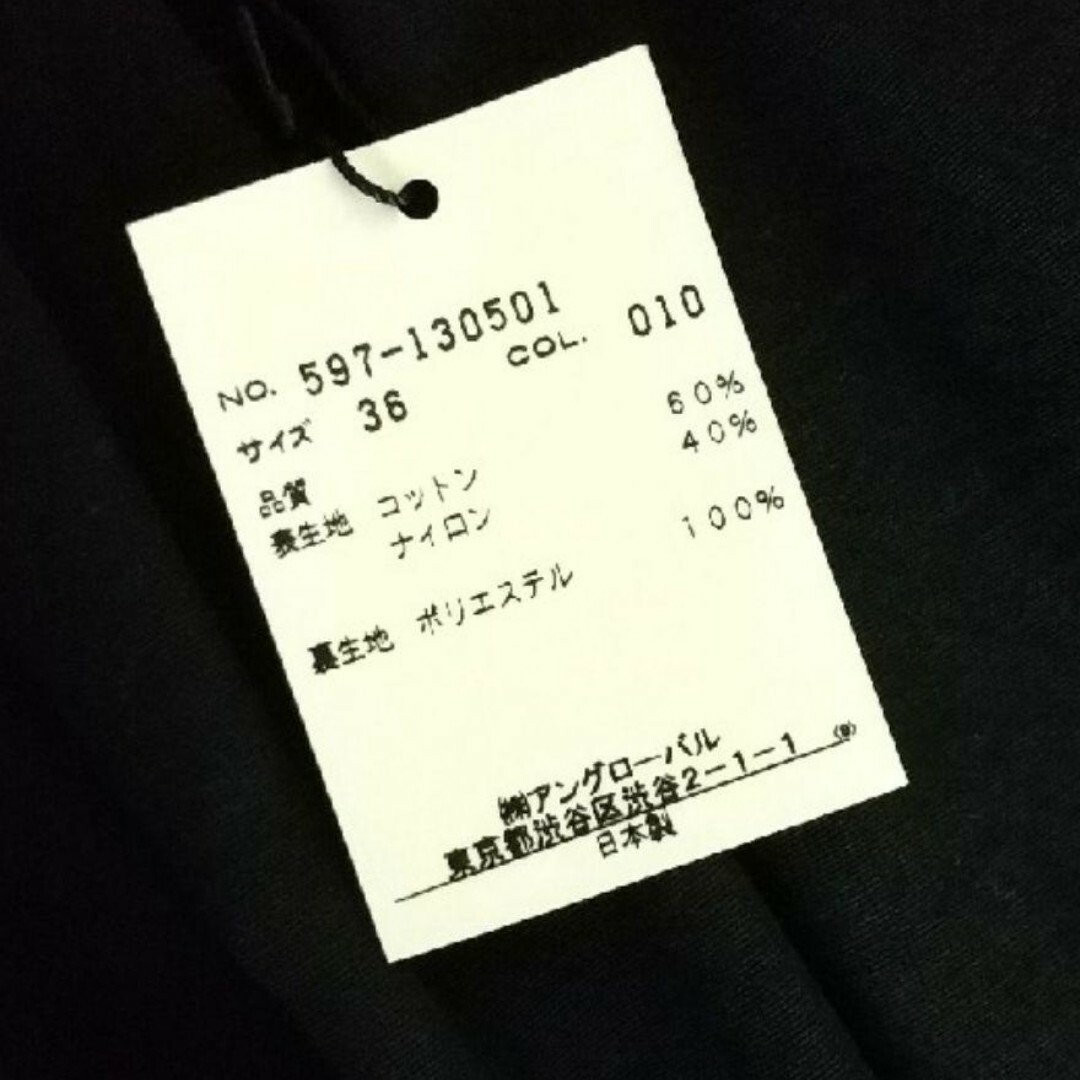 NO. 597-130501
COL. 010
サイズ 36
品質
表生地 コットン 60%
ナイロン 40%
裏生地 ポリエステル 100%
㈱アングローバル
東京都渋谷区渋谷2-1-1
日本製